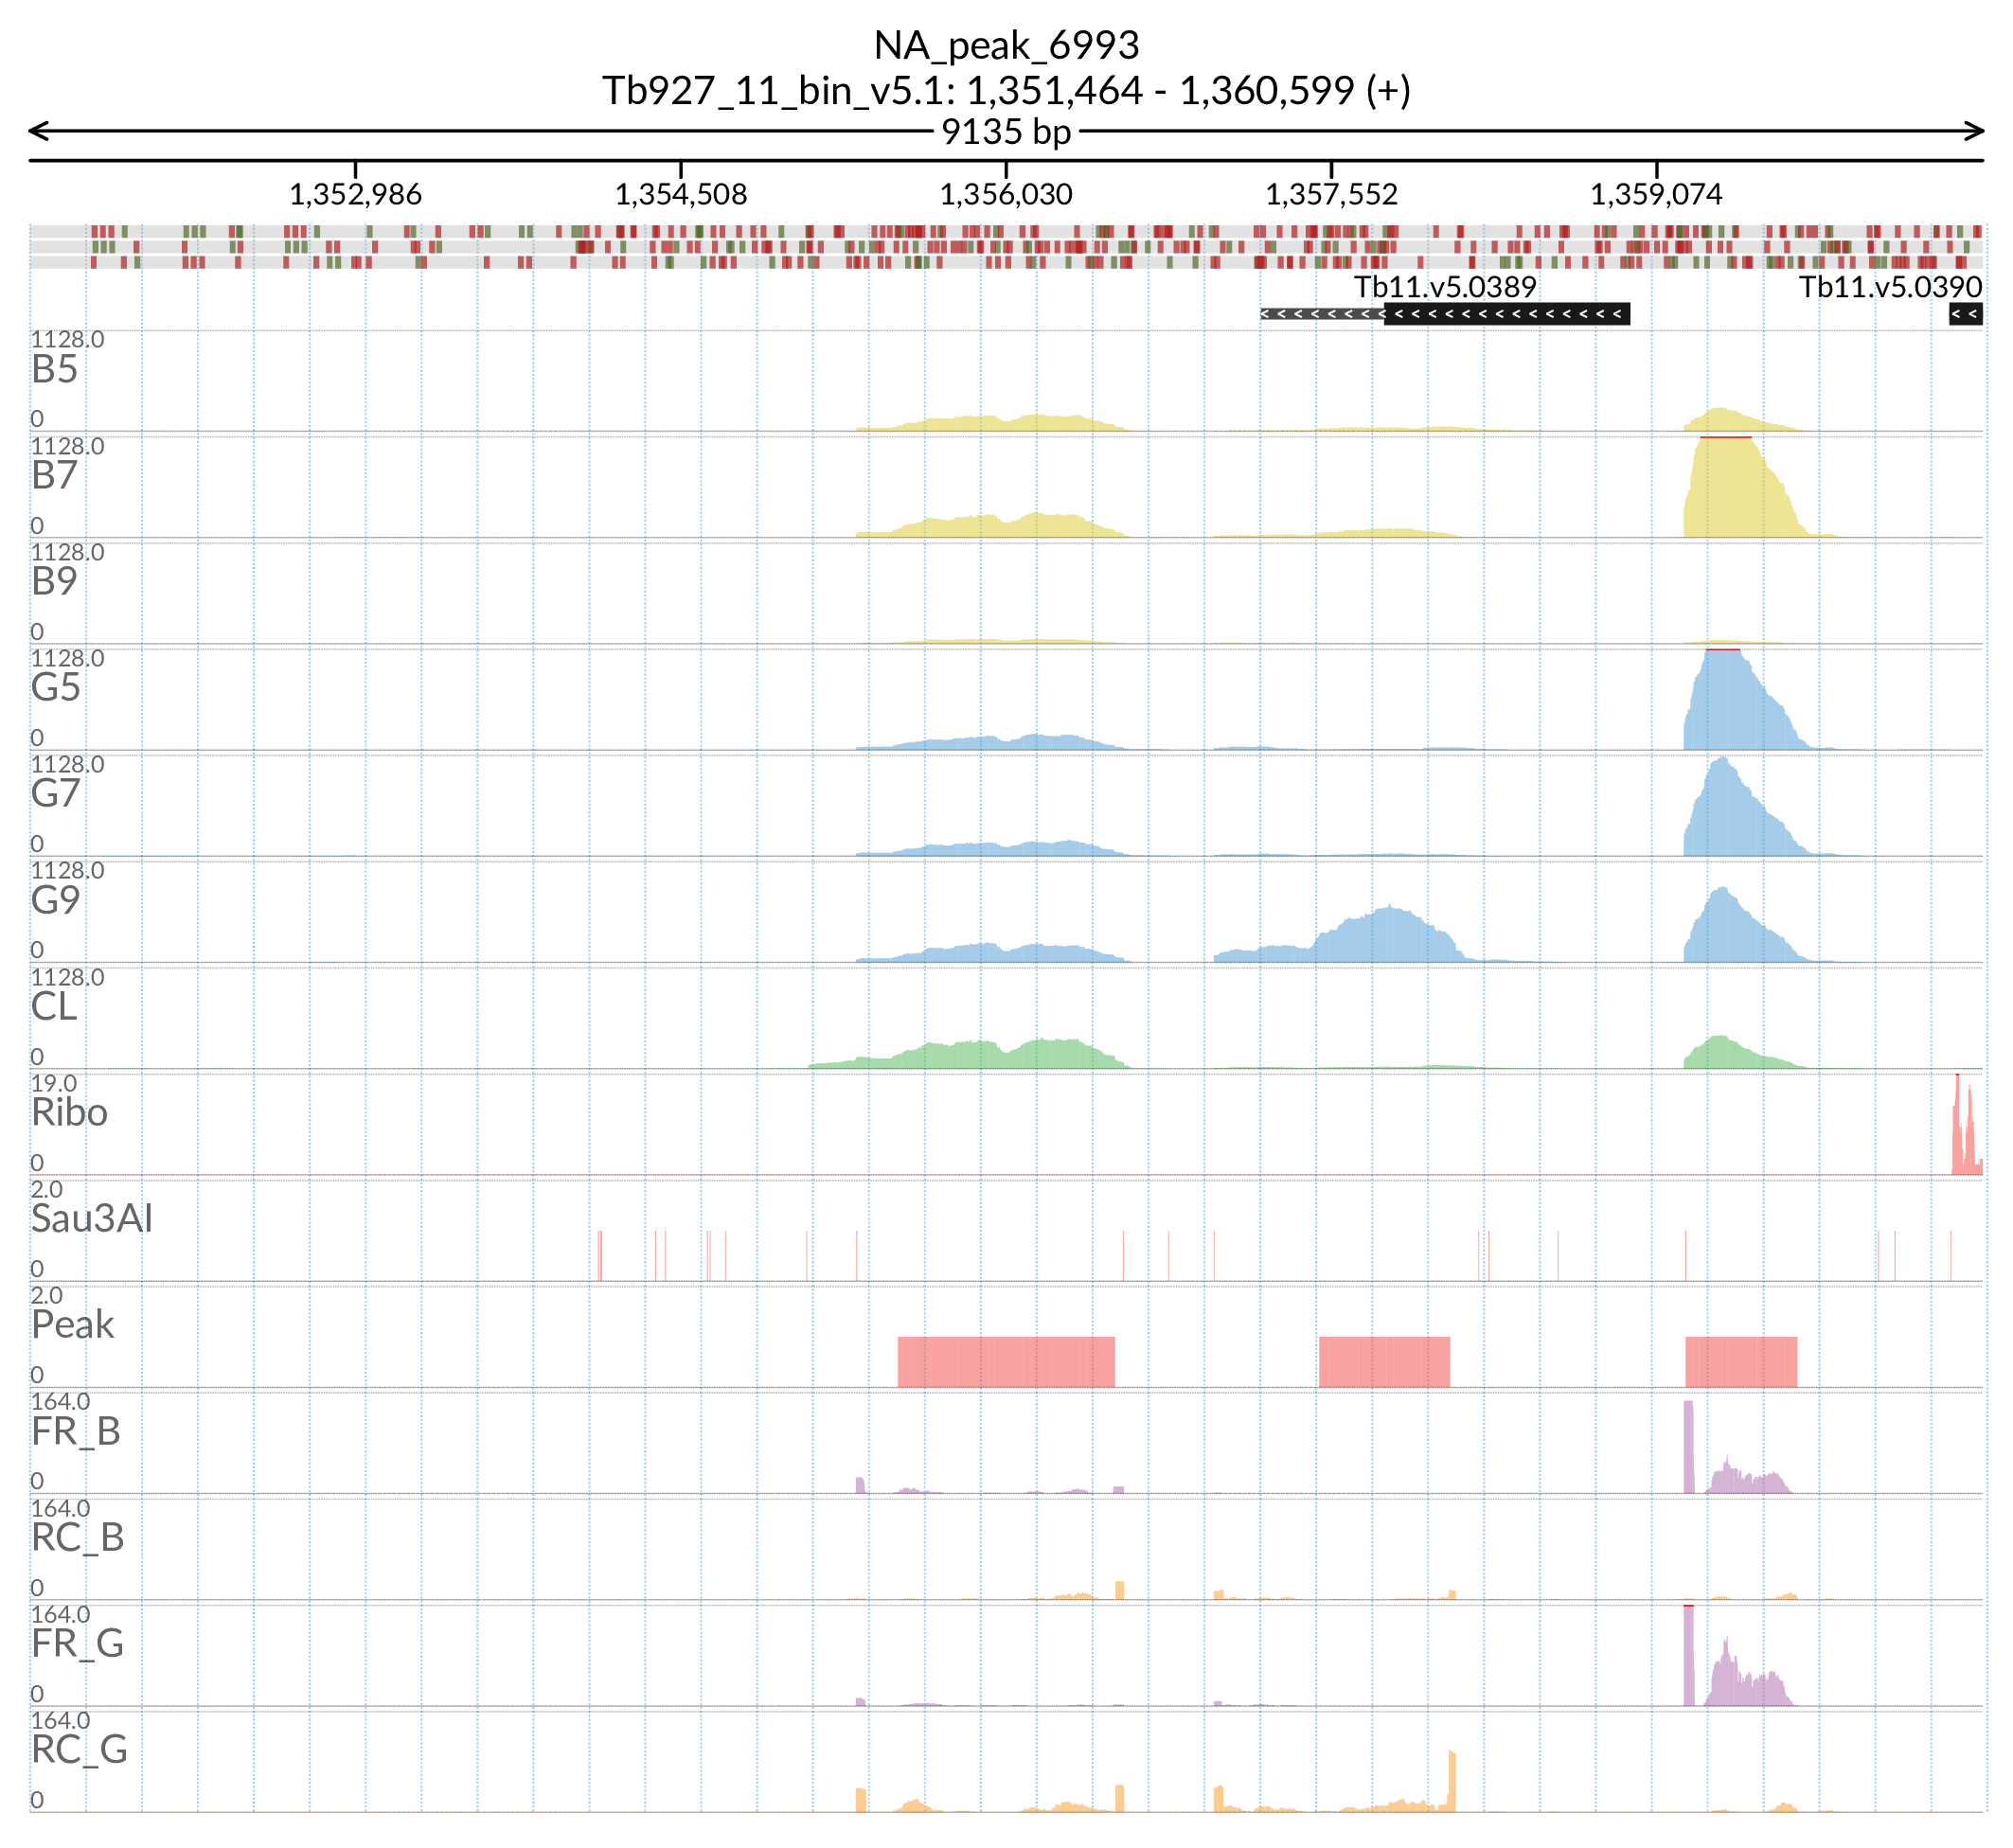 NA_peak_6993
Tb927_11_bin_v5.1: 1,351,464 - 1,360,599 (+)
9135 bp
1,352,986 1,354,508 1,356,030 1,357,552 1,359,074
Tb11.v5.0389 Tb11.v5.0390
1128.0
B5
0
1128.0
B7
0
1128.0
B9
0
1128.0
G5
0
1128.0
G7
0
1128.0
G9
0
1128.0
CL
0
19.0
Ribo
0
2.0
Sau3AI
0
2.0
Peak
0
164.0
FR_B
0
164.0
RC_B
0
164.0
FR_G
0
164.0
RC_G
0